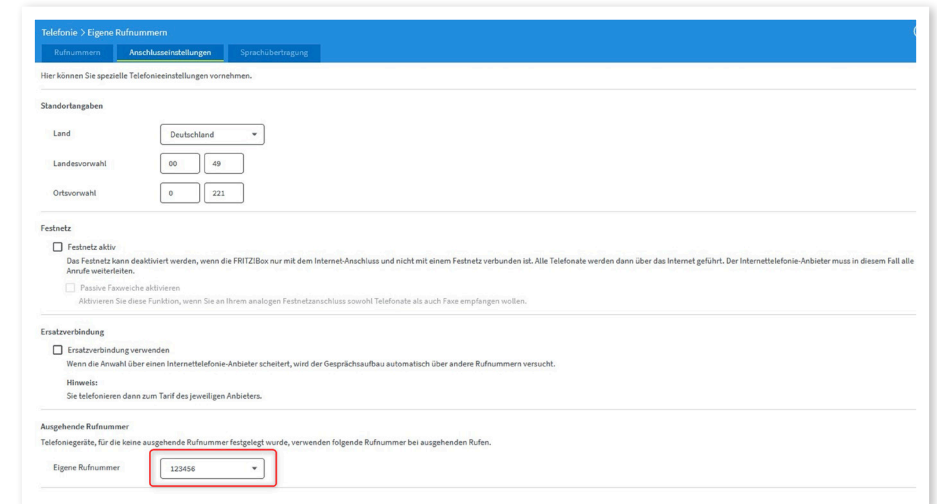 Telefonie > Eigene Rufnummern
Rufnummern Anschlusseinstellungen Sprachübertragung
Hier können Sie spezielle Telefonieeinstellungen vornehmen.
Standortangaben
Land Deutschland
Landesvorwahl 00 49
Ortsvorwahl 0 221
Festnetz
Festnetz aktiv
Das Festnetz kann deaktiviert werden, wenn die FRITZ!Box nur mit dem Internet-Anschluss und nicht mit einem Festnetz verbunden ist. Alle Telefonate werden dann über das Internet geführt. Der Internettelefonie-Anbieter muss in diesem Fall alle
Anrufe weiterleiten.
Passive Faxweiche aktivieren
Aktivieren Sie diese Funktion, wenn Sie an Ihrem analogen Festnetzanschluss sowohl Telefonate als auch Faxe empfangen wollen.
Ersatzverbindung
Ersatzverbindung verwenden
Wenn die Anwahl über einen Internettelefonie-Anbieter scheitert, wird der Gesprächsaufbau automatisch über andere Rufnummern versucht.
Hinweis:
Sie telefonieren dann zum Tarif des jeweiligen Anbieters.
Ausgehende Rufnummer
Telefoniegeräte, für die keine ausgehende Rufnummer festgelegt wurde, verwenden folgende Rufnummer bei ausgehenden Rufen.
Eigene Rufnummer 123456